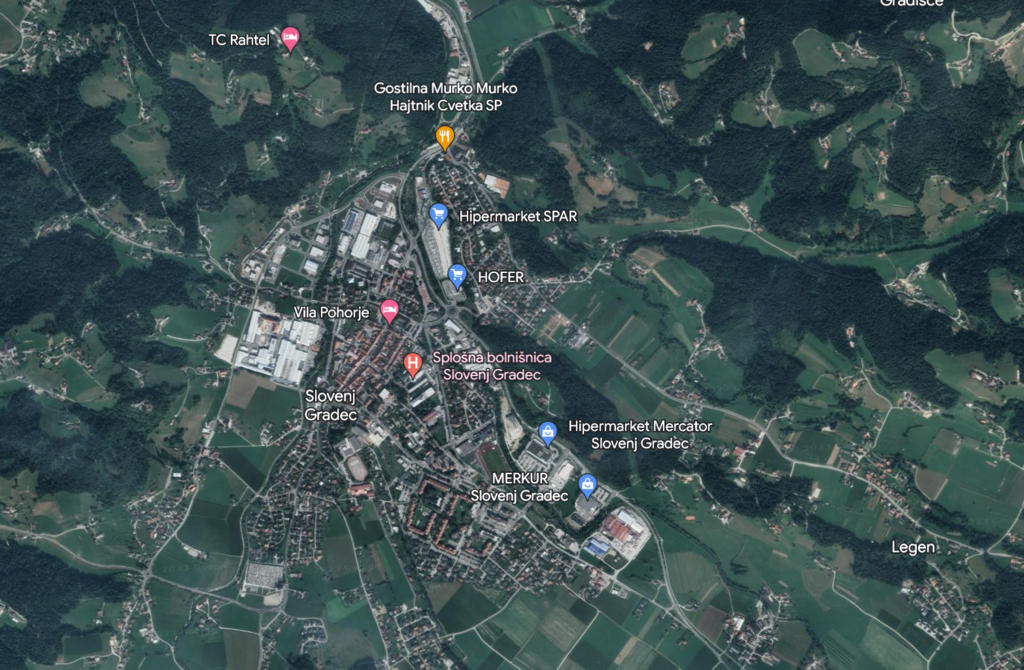 Gradišče
TC Rahtel
Gostilna Murko Murko
Hajtnik Cvetka SP
Hipermarket SPAR
HOFER
Vila Pohorje
Splošna bolnišnica
Slovenj Gradec
H
Slovenj
Gradec
Hipermarket Mercator
Slovenj Gradec
MERKUR
Slovenj Gradec
Legen